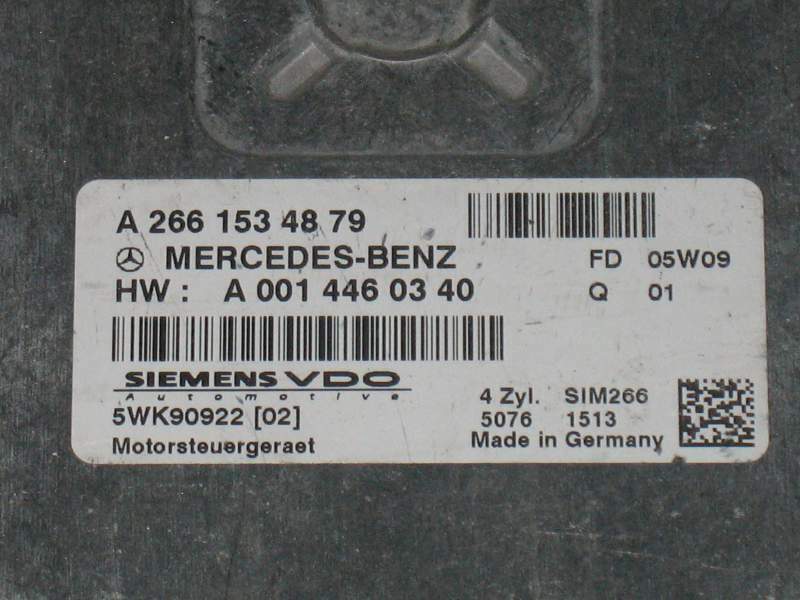 A 266 153 48 79
MERCEDES-BENZ FD 05W09
HW : A 001 446 03 40 Q 01
SIEMENS VDO
Automotive
4 Zyl. SIM266
5WK90922 [02] 5076 1513
Motorsteuergeraet Made in Germany